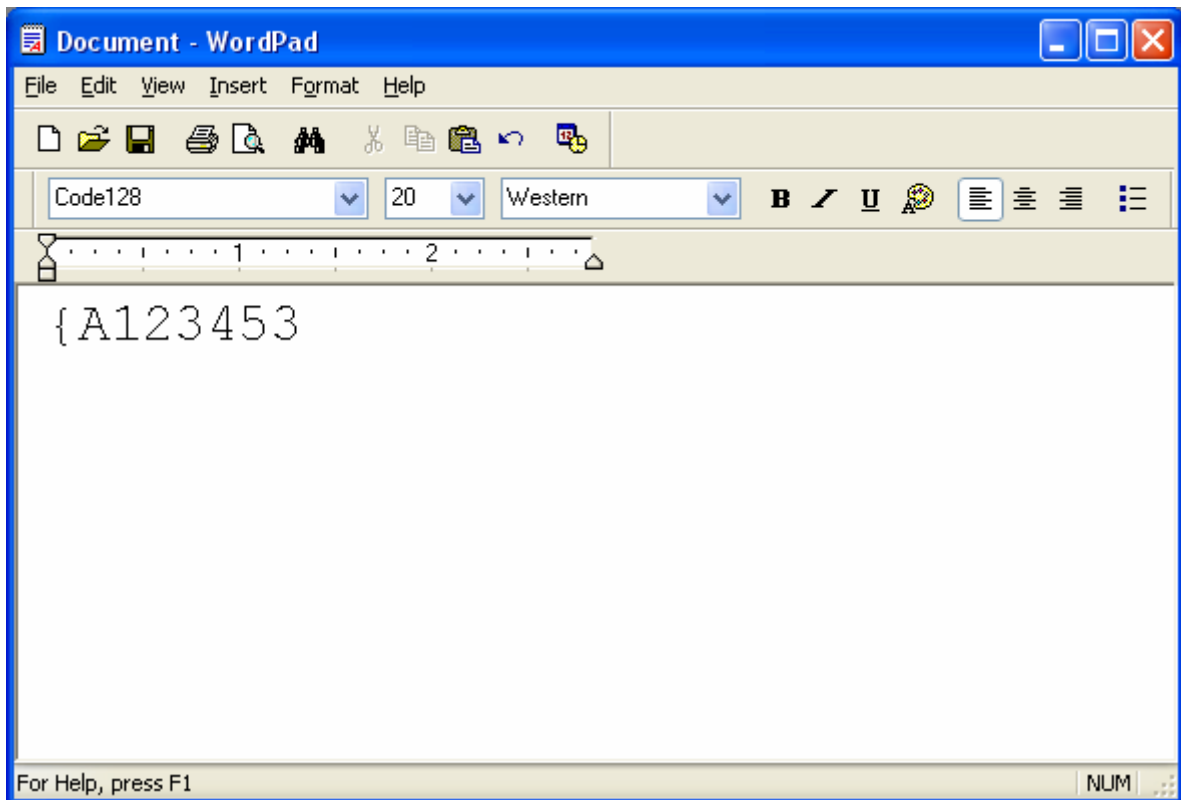 Document - WordPad
File Edit View Insert Format Help
Code128 20 Western B / U A
1 2
{A123453
For Help, press F1 NUM